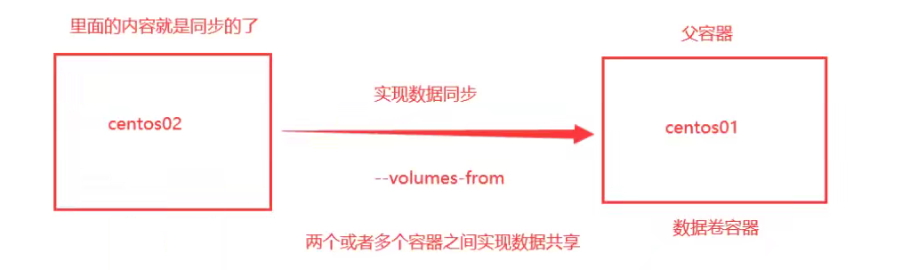 里面的内容就是同步的了
父容器
实现数据同步
centos02
centos01
--volumes-from
数据卷容器
两个或者多个容器之间实现数据共享